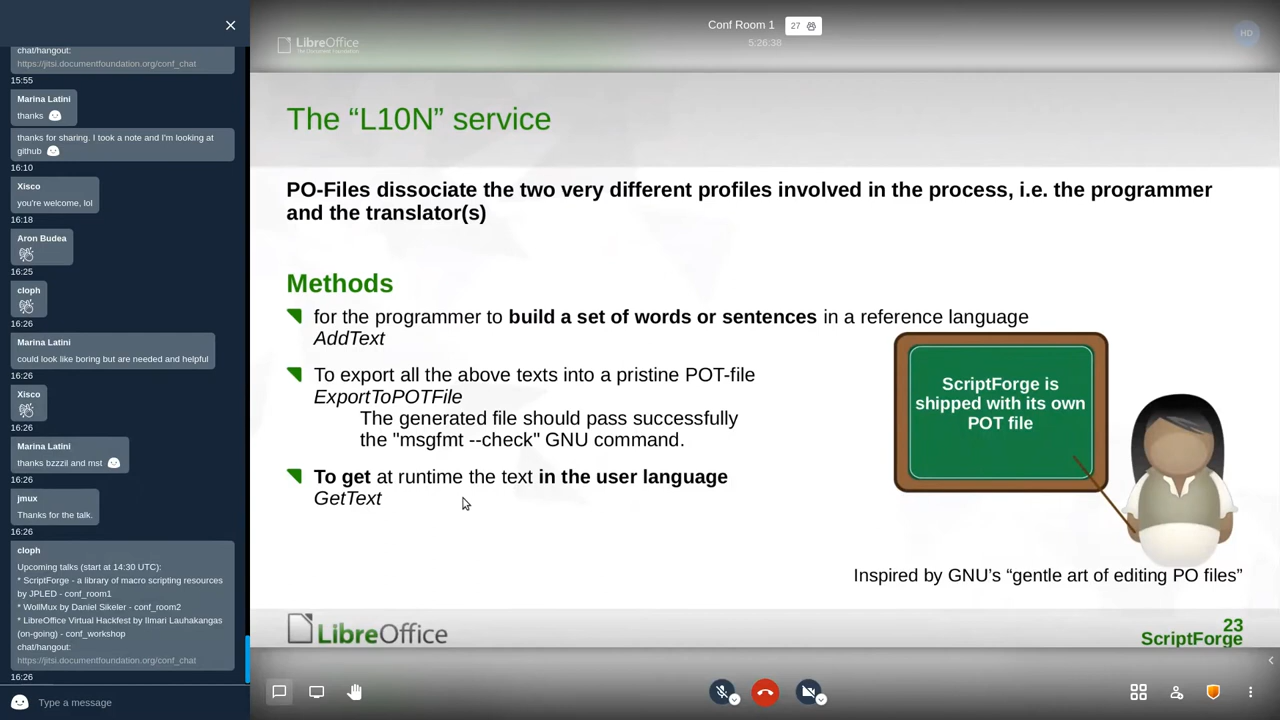 chat/hangout:
https://jitsi.documentfoundation.org/conf_chat
15:55
Marina Latini
thanks
thanks for sharing. I took a note and I'm looking at
github
16:10
Xisco
you're welcome, lol
16:18
Aron Budea
16:25
cloph
16:26
Marina Latini
could look like boring but are needed and helpful
16:26
Xisco
16:26
Marina Latini
thanks bzzzil and mst
16:26
jmux
Thanks for the talk.
16:26
cloph
Upcoming talks (start at 14:30 UTC):
* ScriptForge - a library of macro scripting resources
by JPLED - conf_room1
* WollMux by Daniel Sikeler - conf_room2
* LibreOffice Virtual Hackfest by Ilmari Lauhakangas
(on-going) - conf_workshop
chat/hangout:
https://jitsi.documentfoundation.org/conf_chat
16:26
Type a message
LibreOffice
The Document Foundation
Conf Room 1
27
5:26:38
HD
The “L10N” service
PO-Files dissociate the two very different profiles involved in the process, i.e. the programmer
and the translator(s)
Methods
for the programmer to build a set of words or sentences in a reference language
AddText
To export all the above texts into a pristine POT-file
ExportToPOTFile
The generated file should pass successfully
the "msgfmt --check" GNU command.
To get at runtime the text in the user language
GetText
ScriptForge is
shipped with its own
POT file
Inspired by GNU’s “gentle art of editing PO files”
LibreOffice
23
ScriptForge